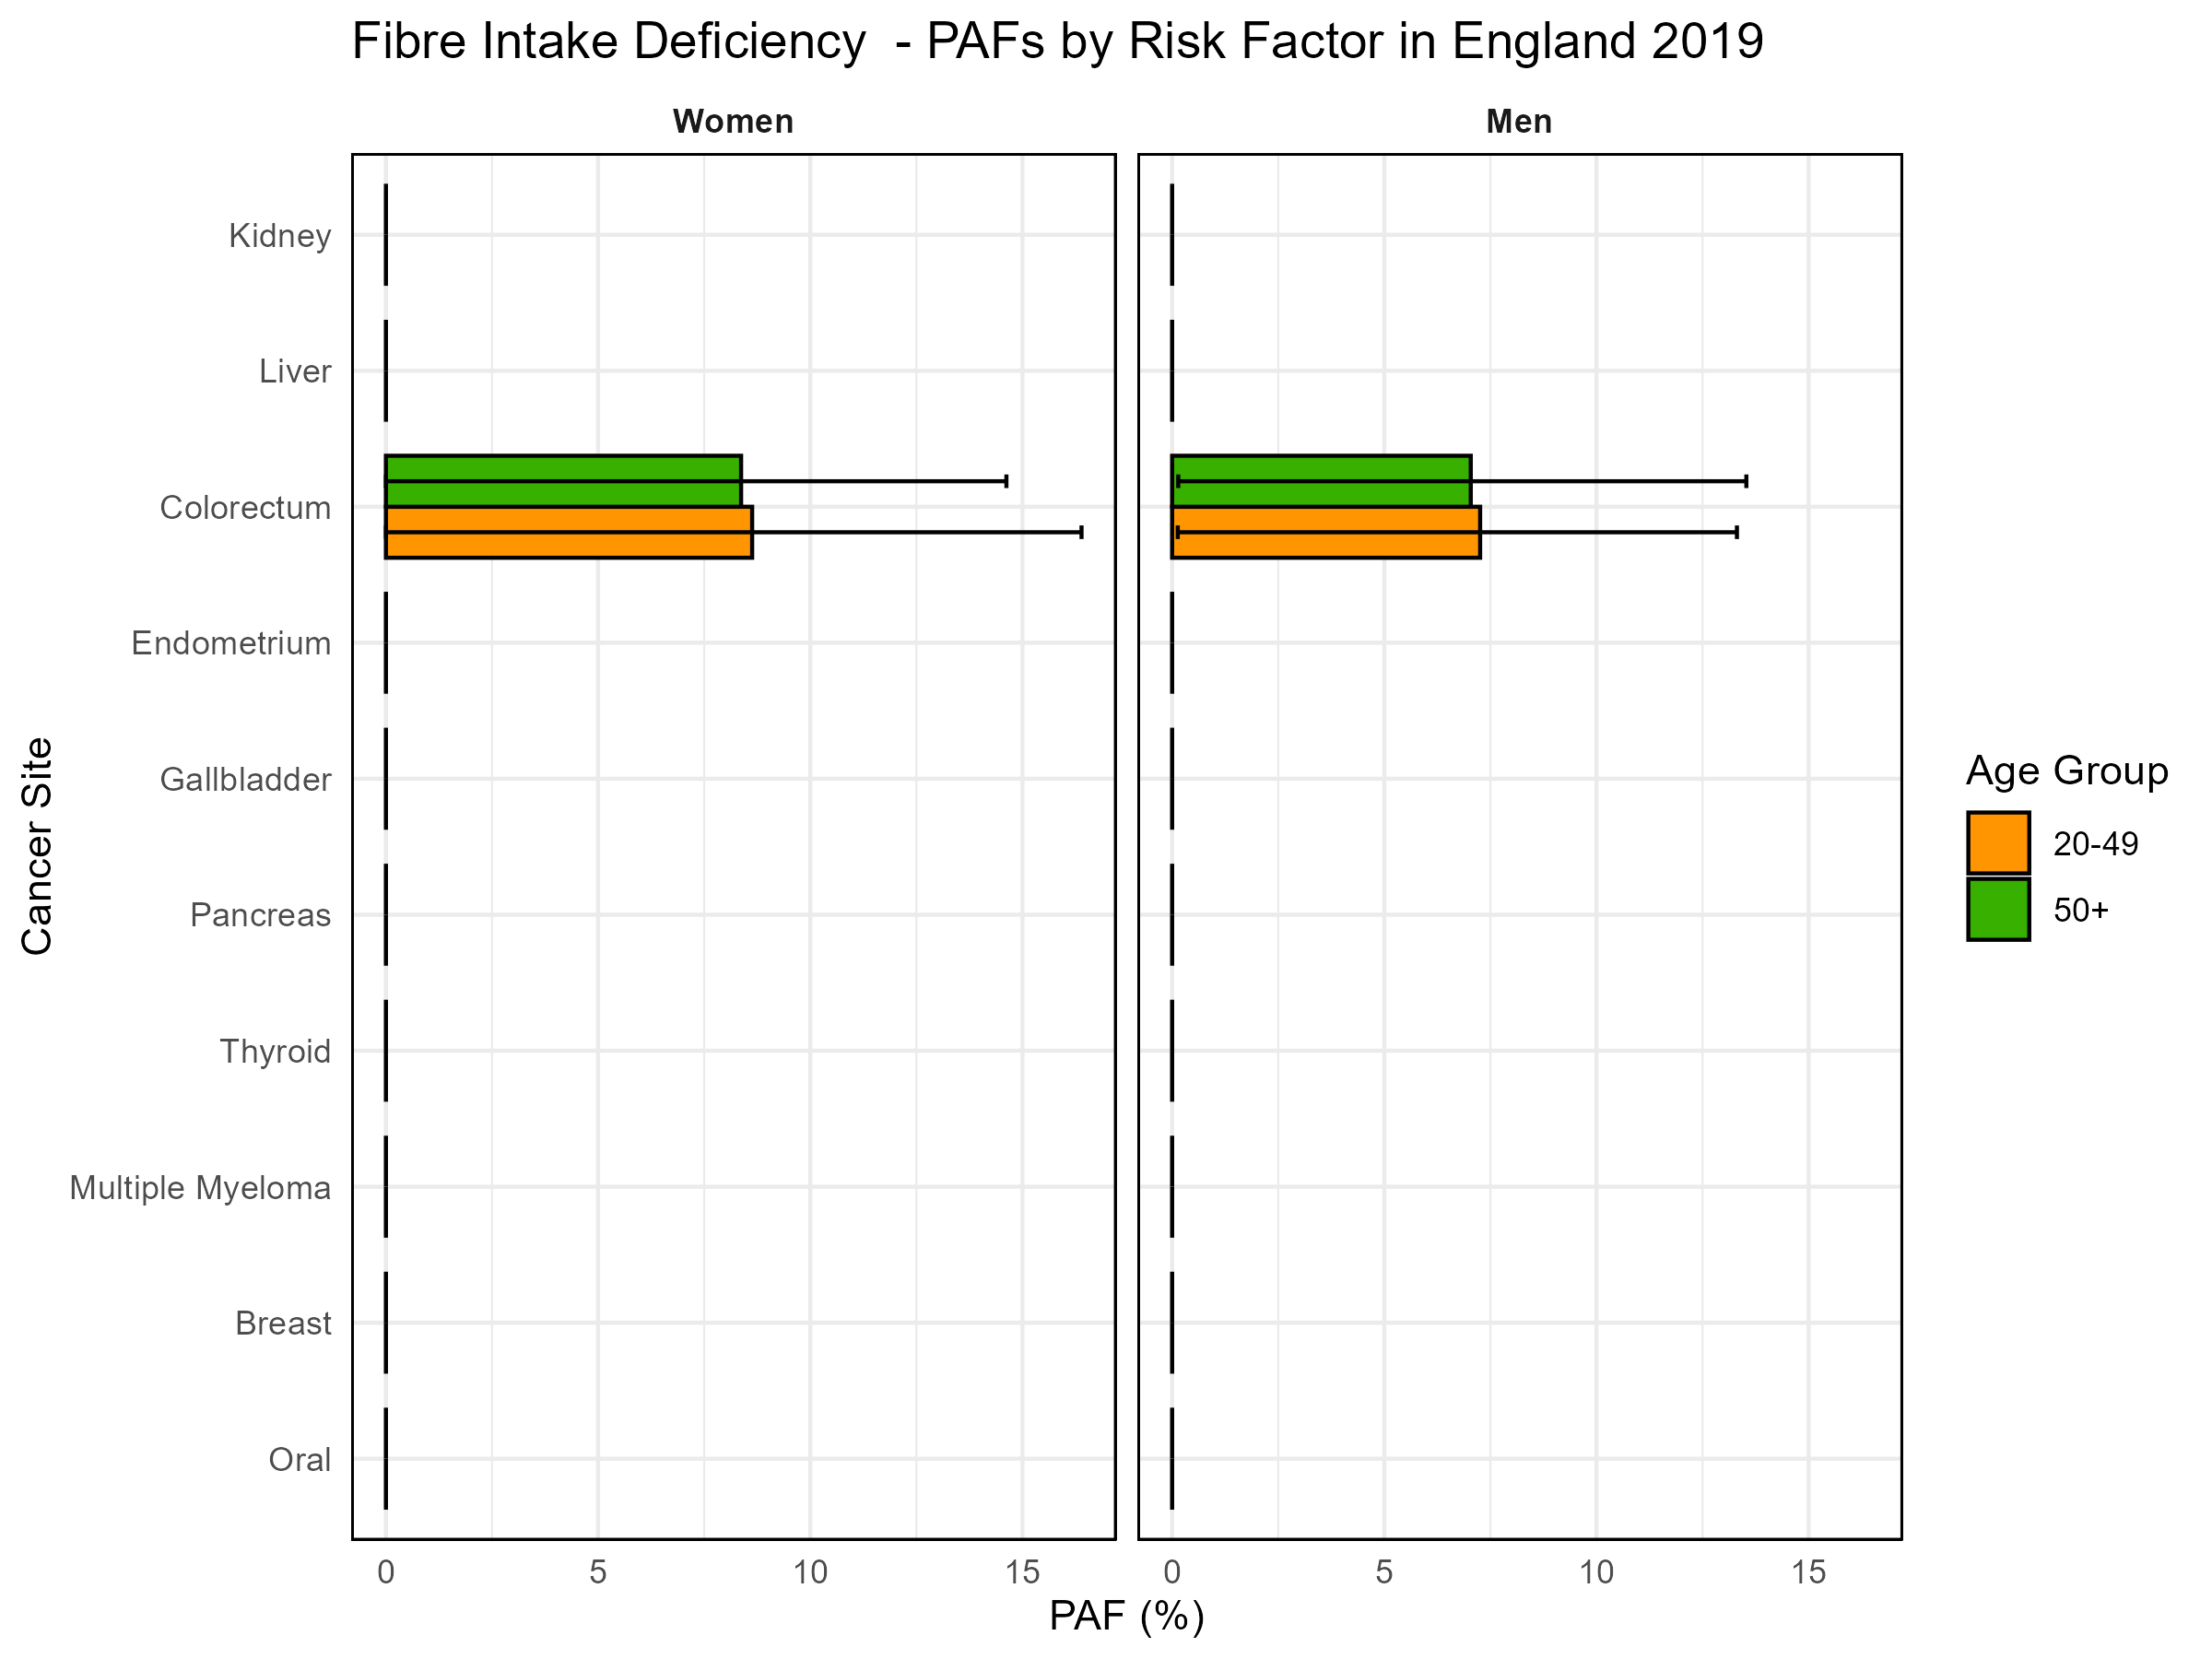 Fibre Intake Deficiency  - PAFs by Risk Factor in England 2019
Women
Men
Cancer Site
Kidney
Liver
Colorectum
Endometrium
Gallbladder
Pancreas
Thyroid
Multiple Myeloma
Breast
Oral
0 5 10 15
0 5 10 15
PAF (%)
Age Group
20-49
50+